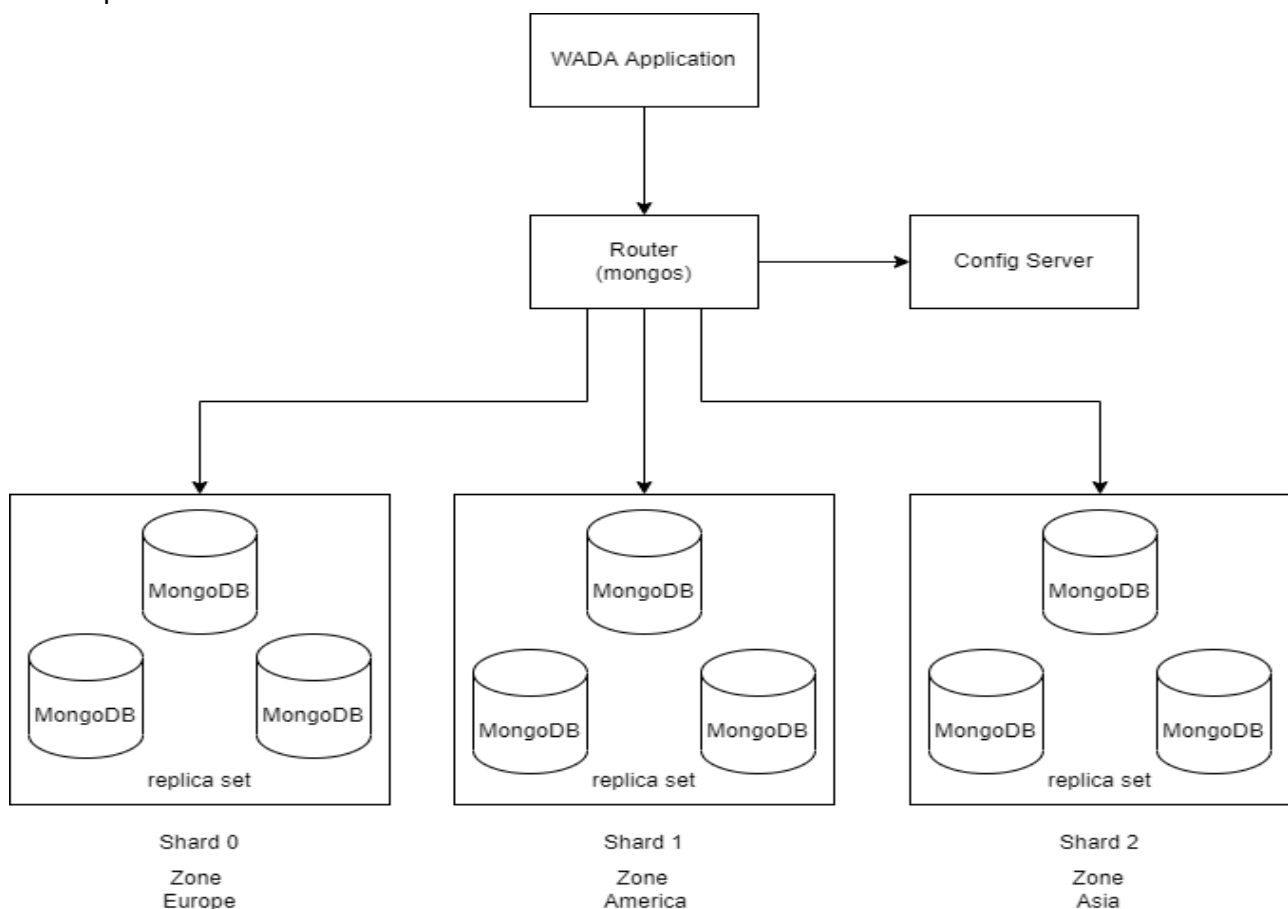 WADA Application
Router
(mongos)
Config Server
MongoDB
MongoDB
MongoDB
replica set
MongoDB
MongoDB
MongoDB
replica set
MongoDB
MongoDB
MongoDB
replica set
Shard 0
Zone
Europe
Shard 1
Zone
America
Shard 2
Zone
Asia